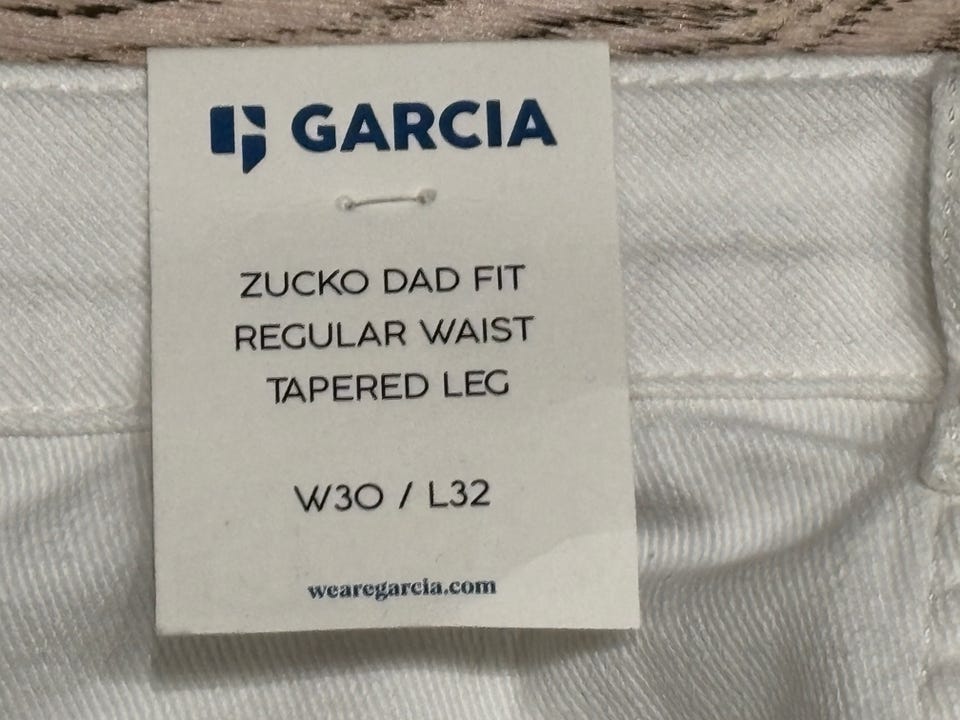 GARCIA
ZUCKO DAD FIT
REGULAR WAIST
TAPERED LEG
W30 / L32
wearegarcia.com